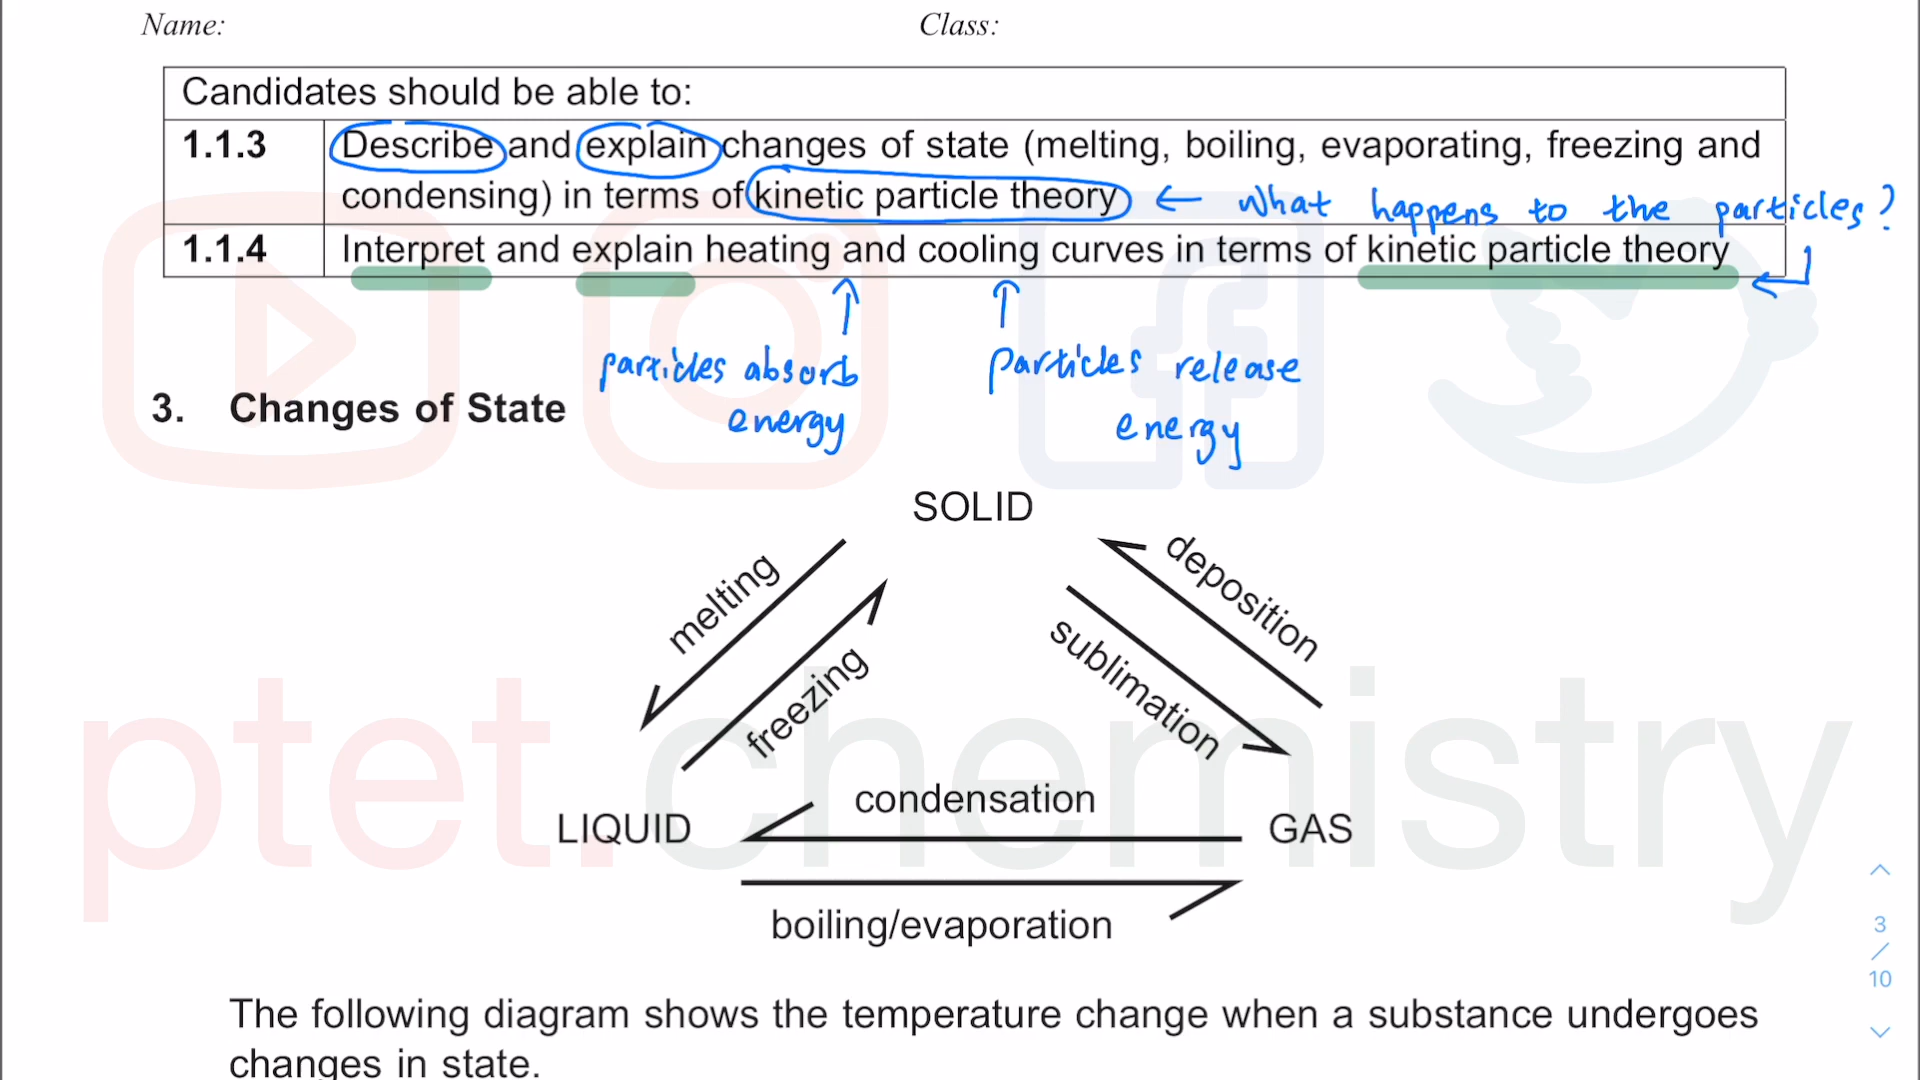 Name:
Class:
Candidates should be able to:
1.1.3 Describe and explain changes of state (melting, boiling, evaporating, freezing and
condensing) in terms of kinetic particle theory ← What happens to the particles?
1.1.4 Interpret and explain heating and cooling curves in terms of kinetic particle theory
particles absorb
energy
particles release
energy
3. Changes of State
SOLID
melting
freezing
deposition
sublimation
LIQUID
condensation
GAS
boiling/evaporation
ptet.chemistry
3
/
10
The following diagram shows the temperature change when a substance undergoes
changes in state.